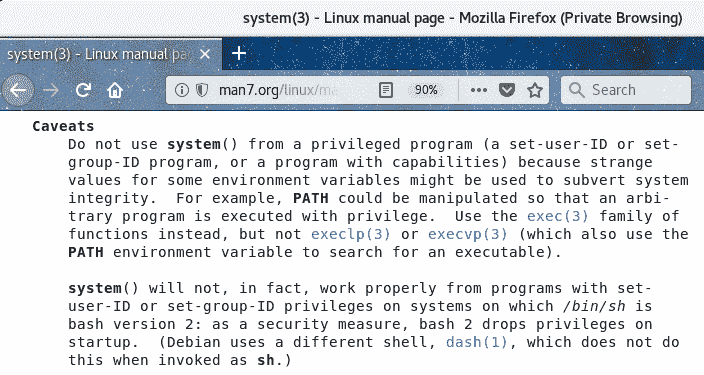 system(3) - Linux manual page - Mozilla Firefox (Private Browsing)
system(3) - Linux manual pa
man7.org/linux/ma
90%
Search
Caveats
Do not use system() from a privileged program (a set-user-ID or set-
group-ID program, or a program with capabilities) because strange
values for some environment variables might be used to subvert system
integrity.  For example, PATH could be manipulated so that an arbi-
trary program is executed with privilege.  Use the exec(3) family of
functions instead, but not execlp(3) or execvp(3) (which also use the
PATH environment variable to search for an executable).
system() will not, in fact, work properly from programs with set-
user-ID or set-group-ID privileges on systems on which /bin/sh is
bash version 2: as a security measure, bash 2 drops privileges on
startup.  (Debian uses a different shell, dash(1), which does not do
this when invoked as sh.)